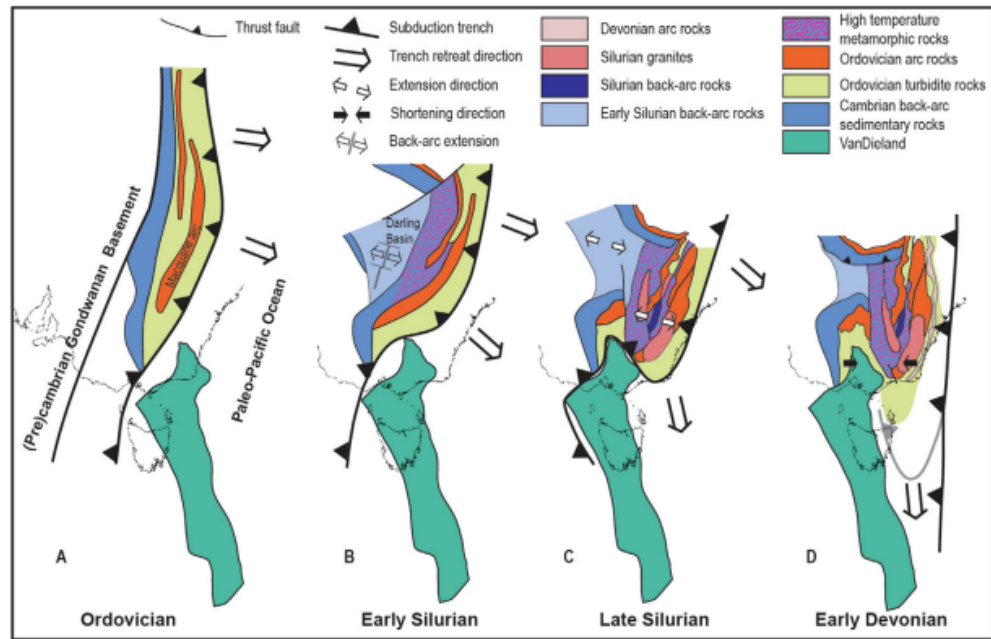 Thrust fault
Subduction trench
Trench retreat direction
Extension direction
Shortening direction
Back-arc extension
Devonian arc rocks
Silurian granites
Silurian back-arc rocks
Early Silurian back-arc rocks
High temperature
metamorphic rocks
Ordovician arc rocks
Ordovician turbidite rocks
Cambrian back-arc
sedimentary rocks
VanDieland
(Pre)cambrian Gondwanan Basement
Macquarie arc
Paleo-Pacific Ocean
Darling
Basin
A
B
C
D
Ordovician
Early Silurian
Late Silurian
Early Devonian